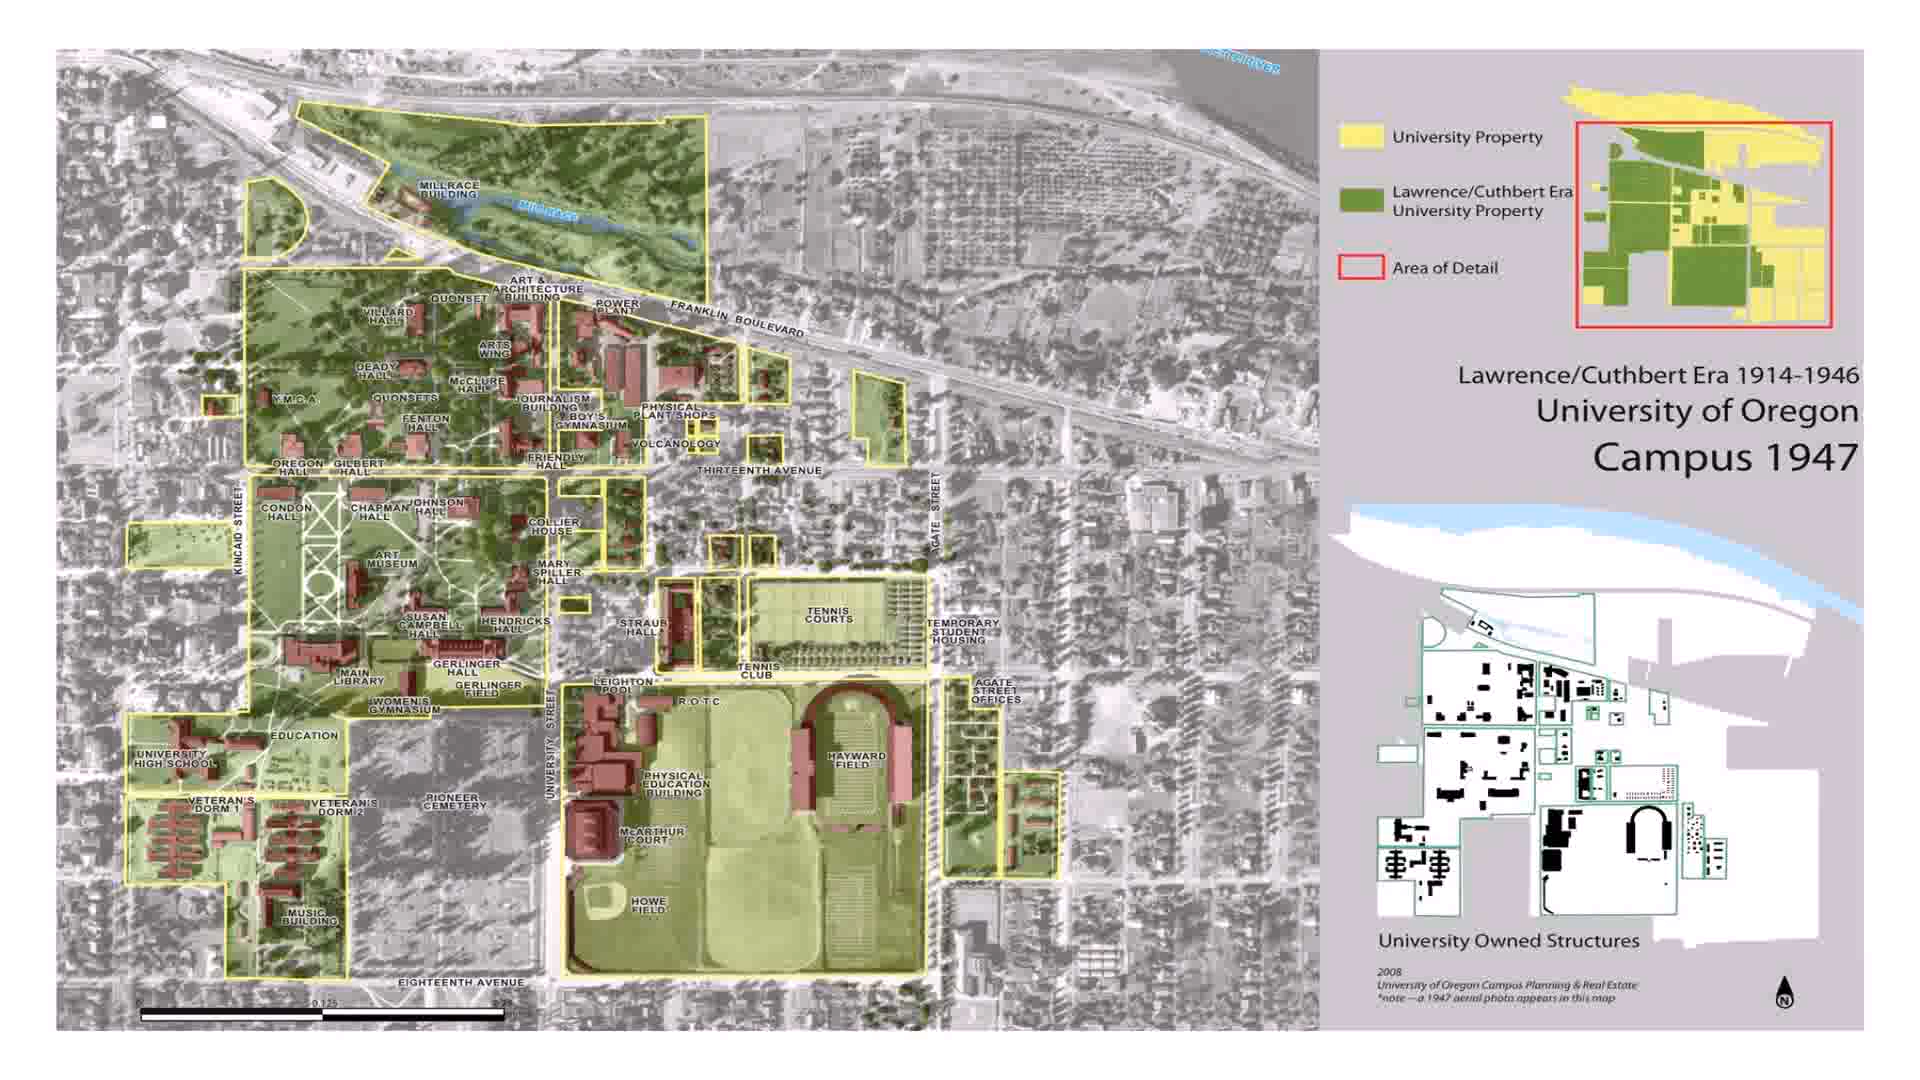 MILLRACE
BUILDING
MILLRACE
ART &
ARCHITECTURE
BUILDING
QUONSET
VILLARD
HALL
POWER
PLANT
FRANKLIN BOULEVARD
ARTS
WING
DEADY
HALL
McCLURE
HALL
Y.M.C.A.
QUONSETS
JOURNALISM
BUILDING
BOY'S
GYMNASIUM
PHYSICAL
PLANT SHOPS
FENTON
HALL
VOLCANOLOGY
OREGON
HALL
GILBERT
HALL
FRIENDLY
HALL
THIRTEENTH AVENUE
KINCAID STREET
AGATE STREET
CONDON
HALL
CHAPMAN
HALL
JOHNSON
HALL
COLLIER
HOUSE
ART
MUSEUM
MARY
SPILLER
HALL
SUSAN
CAMPBELL
HALL
HENDRICKS
HALL
STRAUB
HALL
TENNIS
COURTS
TEMPORARY
STUDENT
HOUSING
MAIN
LIBRARY
GERLINGER
HALL
GERLINGER
FIELD
TENNIS
CLUB
LEIGHTON
POOL
R.O.T.C
AGATE
STREET
OFFICES
WOMEN'S
GYMNASIUM
EDUCATION
UNIVERSITY
HIGH SCHOOL
UNIVERSITY STREET
HAYWARD
FIELD
PHYSICAL
EDUCATION
BUILDING
VETERAN'S
DORM 1
VETERAN'S
DORM 2
PIONEER
CEMETERY
McARTHUR
COURT
HOWE
FIELD
MUSIC
BUILDING
EIGHTEENTH AVENUE
0.125
RIVER
University Property
Lawrence/Cuthbert Era
University Property
Area of Detail
Lawrence/Cuthbert Era 1914-1946
University of Oregon
Campus 1947
University Owned Structures
2008
University of Oregon Campus Planning & Real Estate
*note -- a 1947 aerial photo appears in this map
N